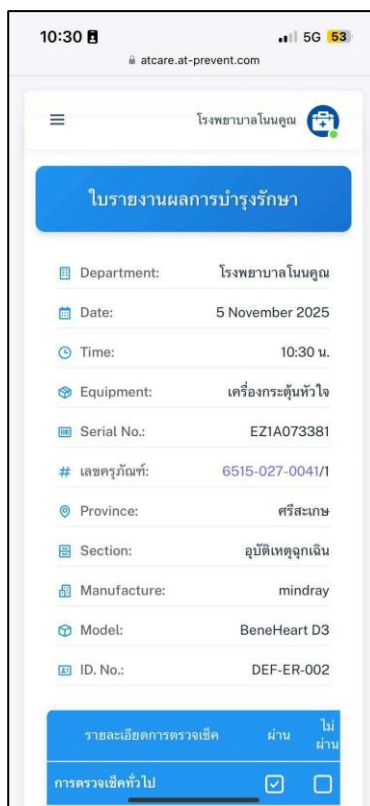 10:30 5G 53
atcare.at-prevent.com
โรงพยาบาลโนนคูณ
ใบรายงานผลการบำรุงรักษา
Department: โรงพยาบาลโนนคูณ
Date: 5 November 2025
Time: 10:30 น.
Equipment: เครื่องกระตุ้นหัวใจ
Serial No.: EZ1A073381
# เลขครุภัณฑ์: 6515-027-0041/1
Province: ศรีสะเกษ
Section: อุบัติเหตุฉุกเฉิน
Manufacture: mindray
Model: BeneHeart D3
ID. No.: DEF-ER-002
รายละเอียดการตรวจเช็ค ผ่าน ไม่ผ่าน
การตรวจเช็คทั่วไป